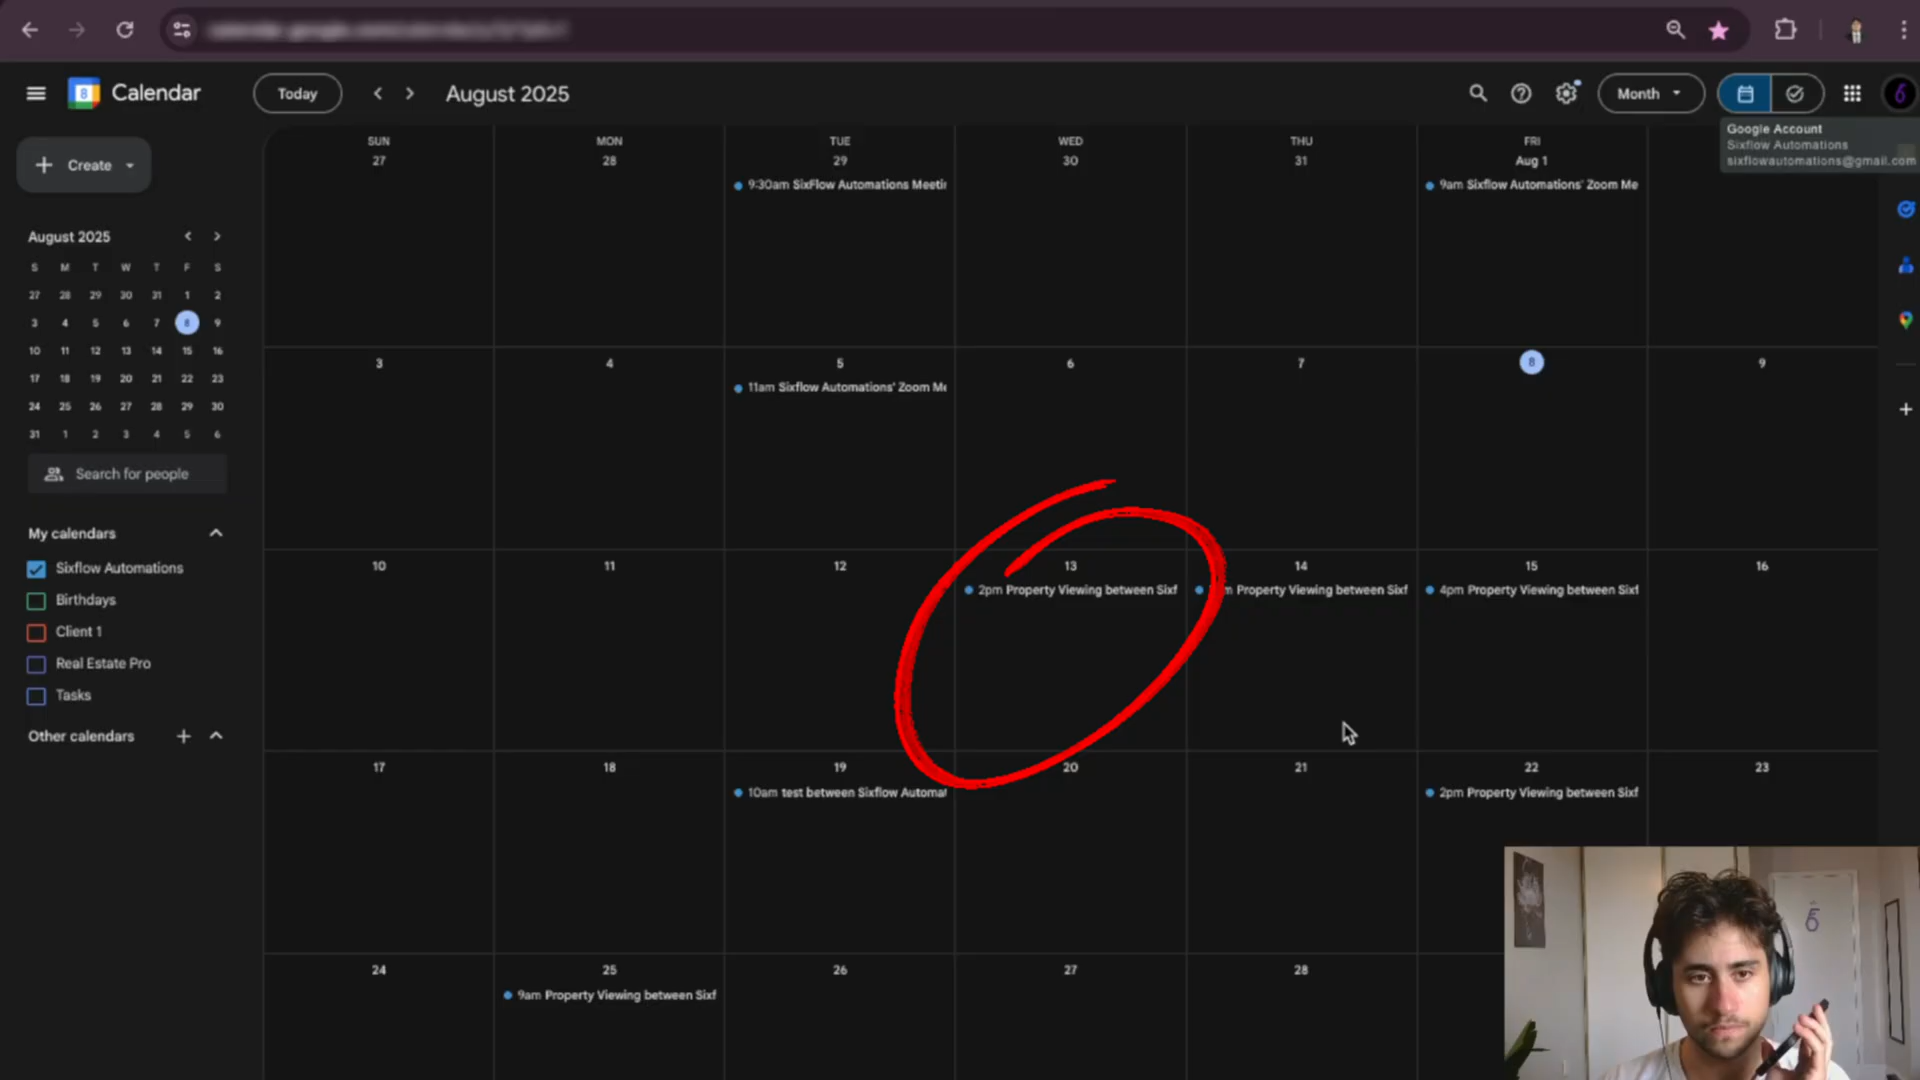 Calendar
Today
August 2025
Month
Google Account
Sixflow Automations
sixflowautomations@gmail.com
Create
August 2025
S M T W T F S
27 28 29 30 31 1 2
3 4 5 6 7 8 9
10 11 12 13 14 15 16
17 18 19 20 21 22 23
24 25 26 27 28 29 30
31 1 2 3 4 5 6
Search for people
My calendars
Sixflow Automations
Birthdays
Client 1
Real Estate Pro
Tasks
Other calendars
SUN MON TUE WED THU FRI
27 28 29 30 31 Aug 1
9:30am SixFlow Automations Meetin
9am Sixflow Automations' Zoom Me
3 4 5 6 7 8 9
11am Sixflow Automations' Zoom Me
10 11 12 13 14 15 16
2pm Property Viewing between Sixf
Property Viewing between Sixf
4pm Property Viewing between Sixf
17 18 19 20 21 22 23
10am test between Sixflow Automat
2pm Property Viewing between Sixf
24 25 26 27 28
9am Property Viewing between Sixf